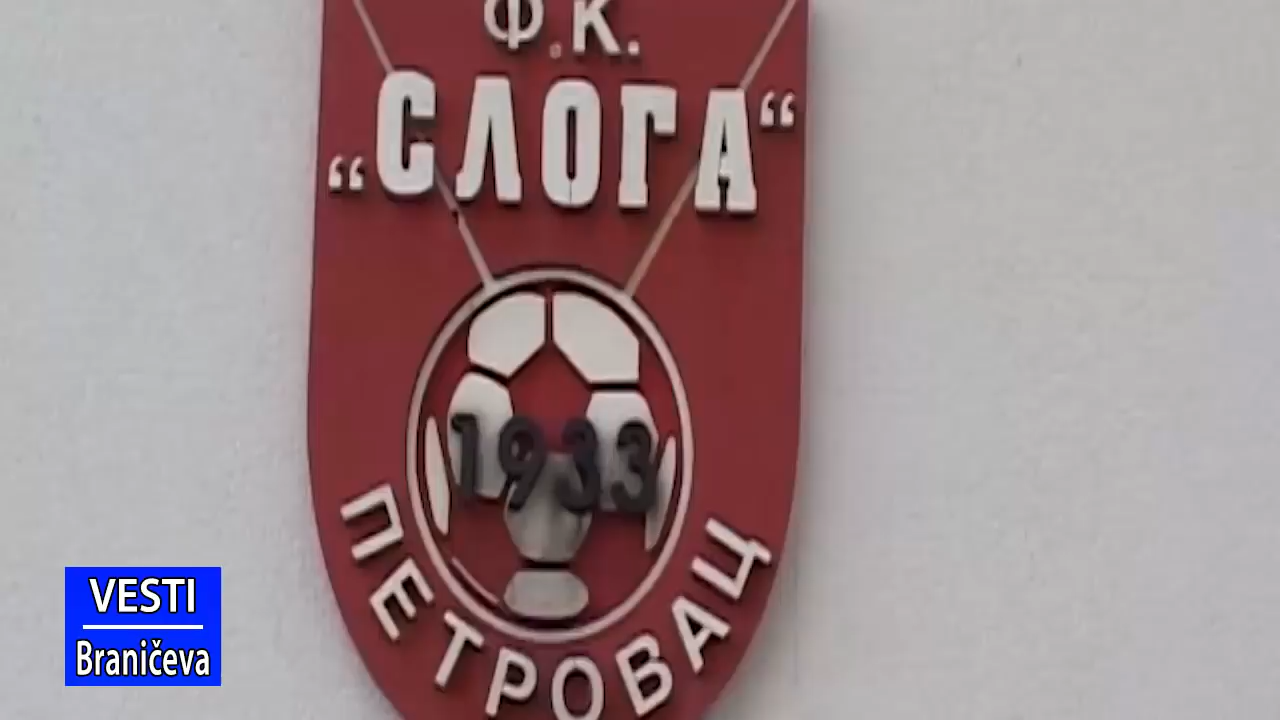 Ф.К.
“СЛОГА“
1933
ПЕТРОВАЦ
VESTI
Braničeva